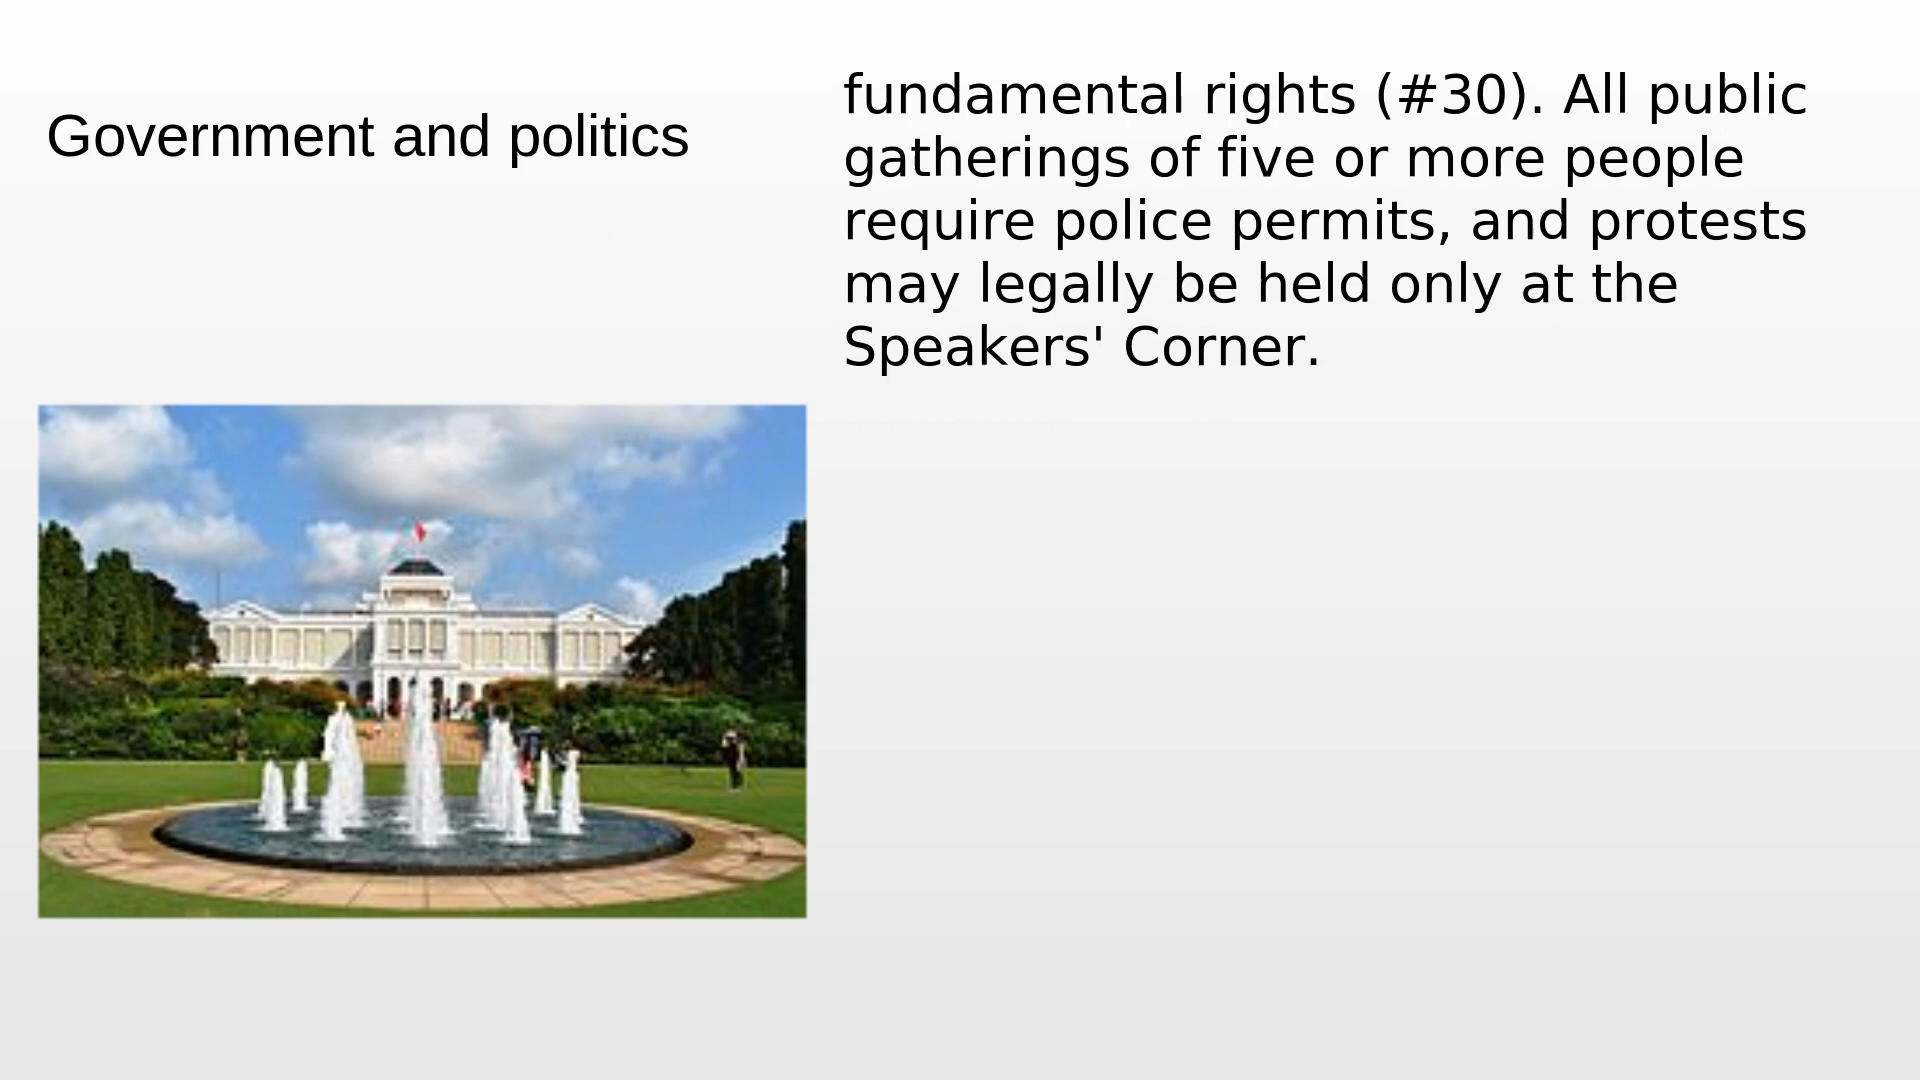 Government and politics
fundamental rights (#30). All public
gatherings of five or more people
require police permits, and protests
may legally be held only at the
Speakers' Corner.